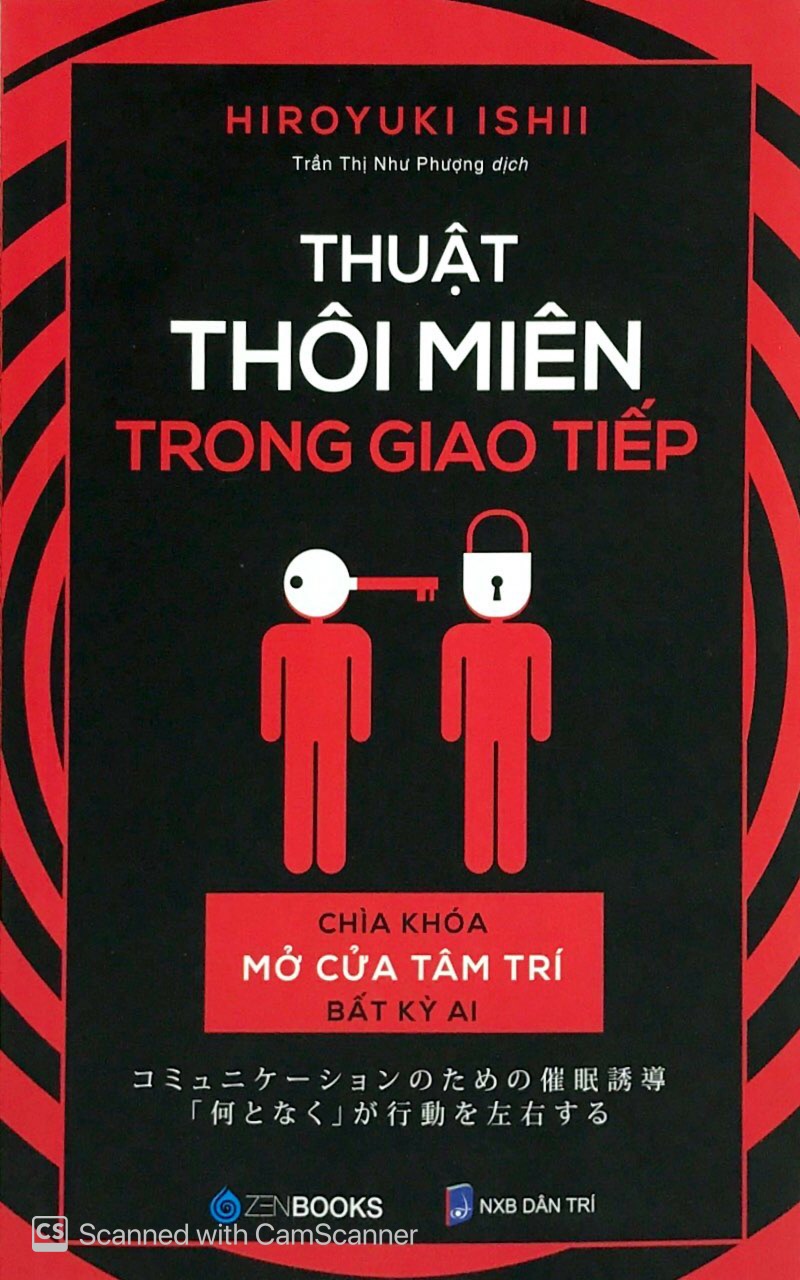 HIROYUKI ISHII
Trần Thị Như Phượng dịch
THUẬT
THÔI MIÊN
TRONG GIAO TIẾP
CHÌA KHÓA
MỞ CỬA TÂM TRÍ
BẤT KỲ AI
コミュニケーションのための催眠誘導
「何となく」が行動を左右する
ZENBOOKS
NXB DÂN TRÍ
CS Scanned with CamScanner